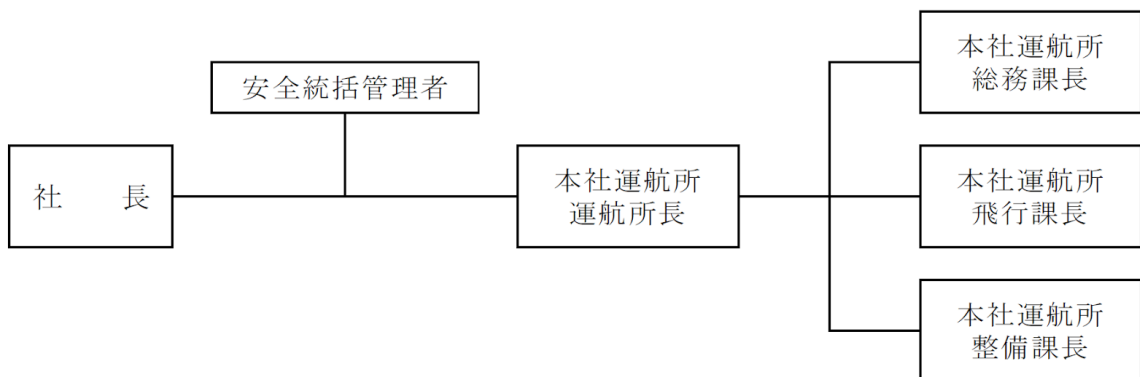 安全統括管理者
社　　長
本社運航所
運航所長
本社運航所
総務課長
本社運航所
飛行課長
本社運航所
整備課長